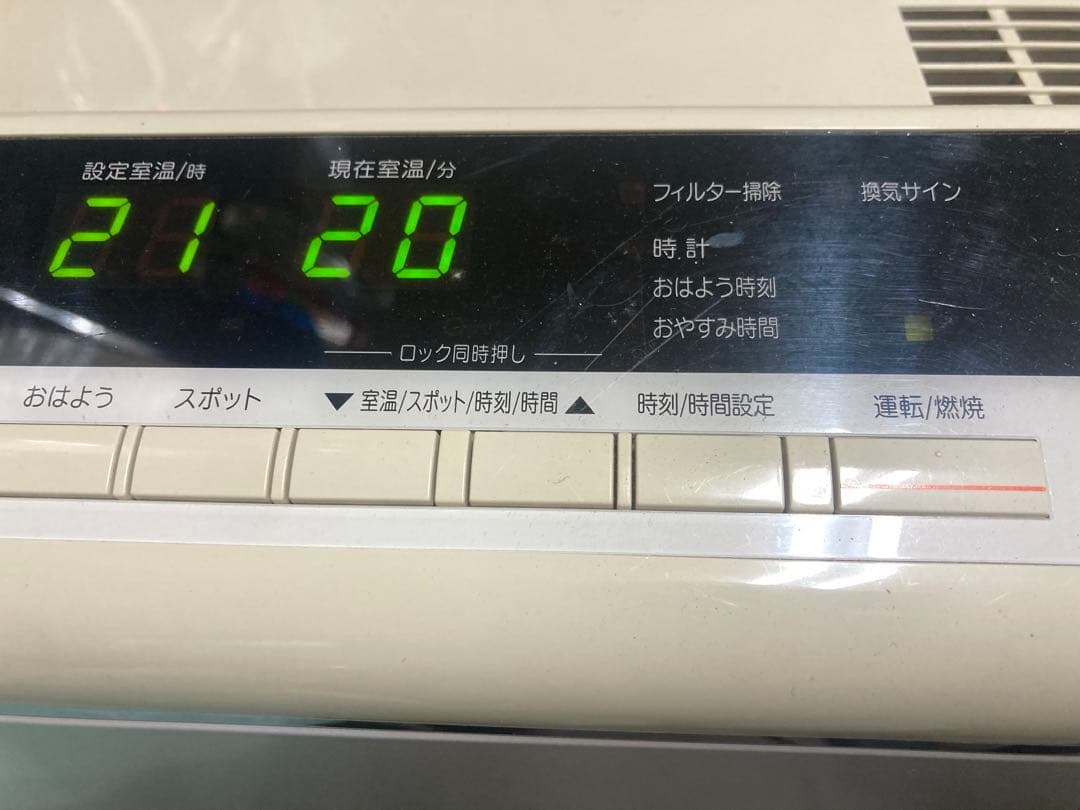 設定室温/時 現在室温/分
21 20
フィルター掃除 換気サイン
時計
おはよう時刻
おやすみ時間
ロック同時押し
おはよう スポット ▼ 室温/スポット/時刻/時間 ▲ 時刻/時間設定 運転/燃焼